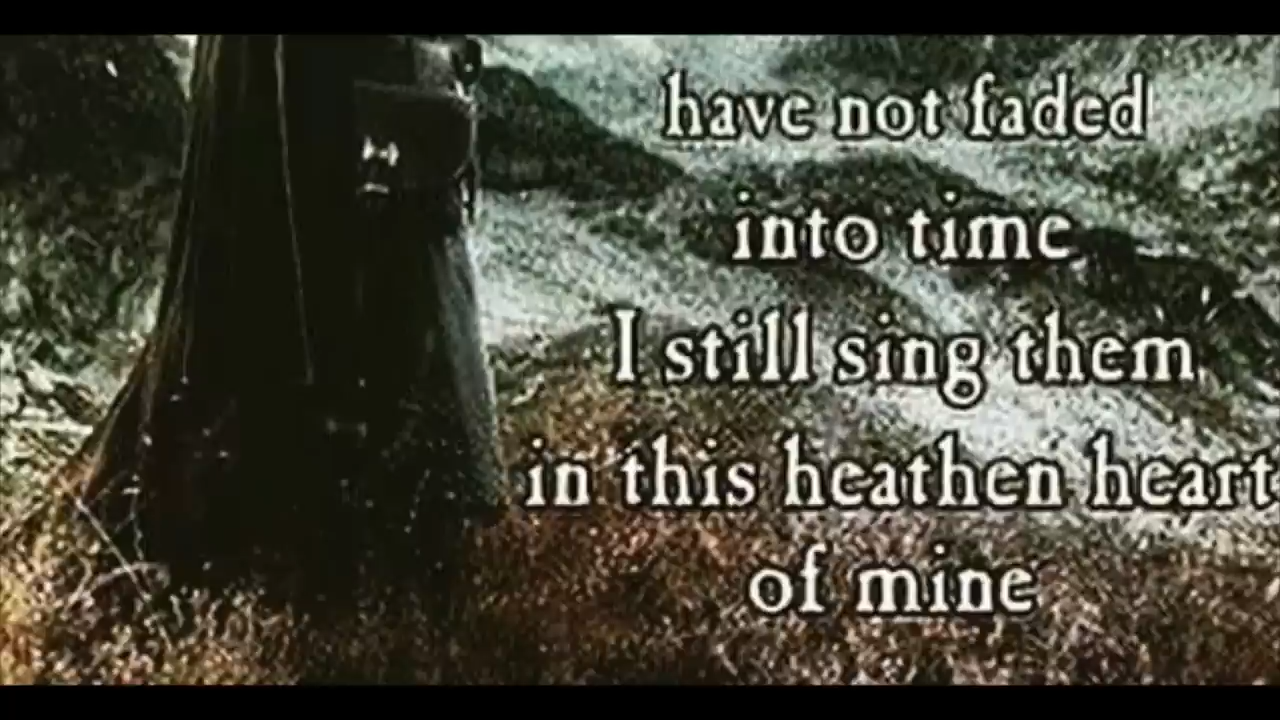 have not faded
into time
I still sing them
in this heathen heart
of mine